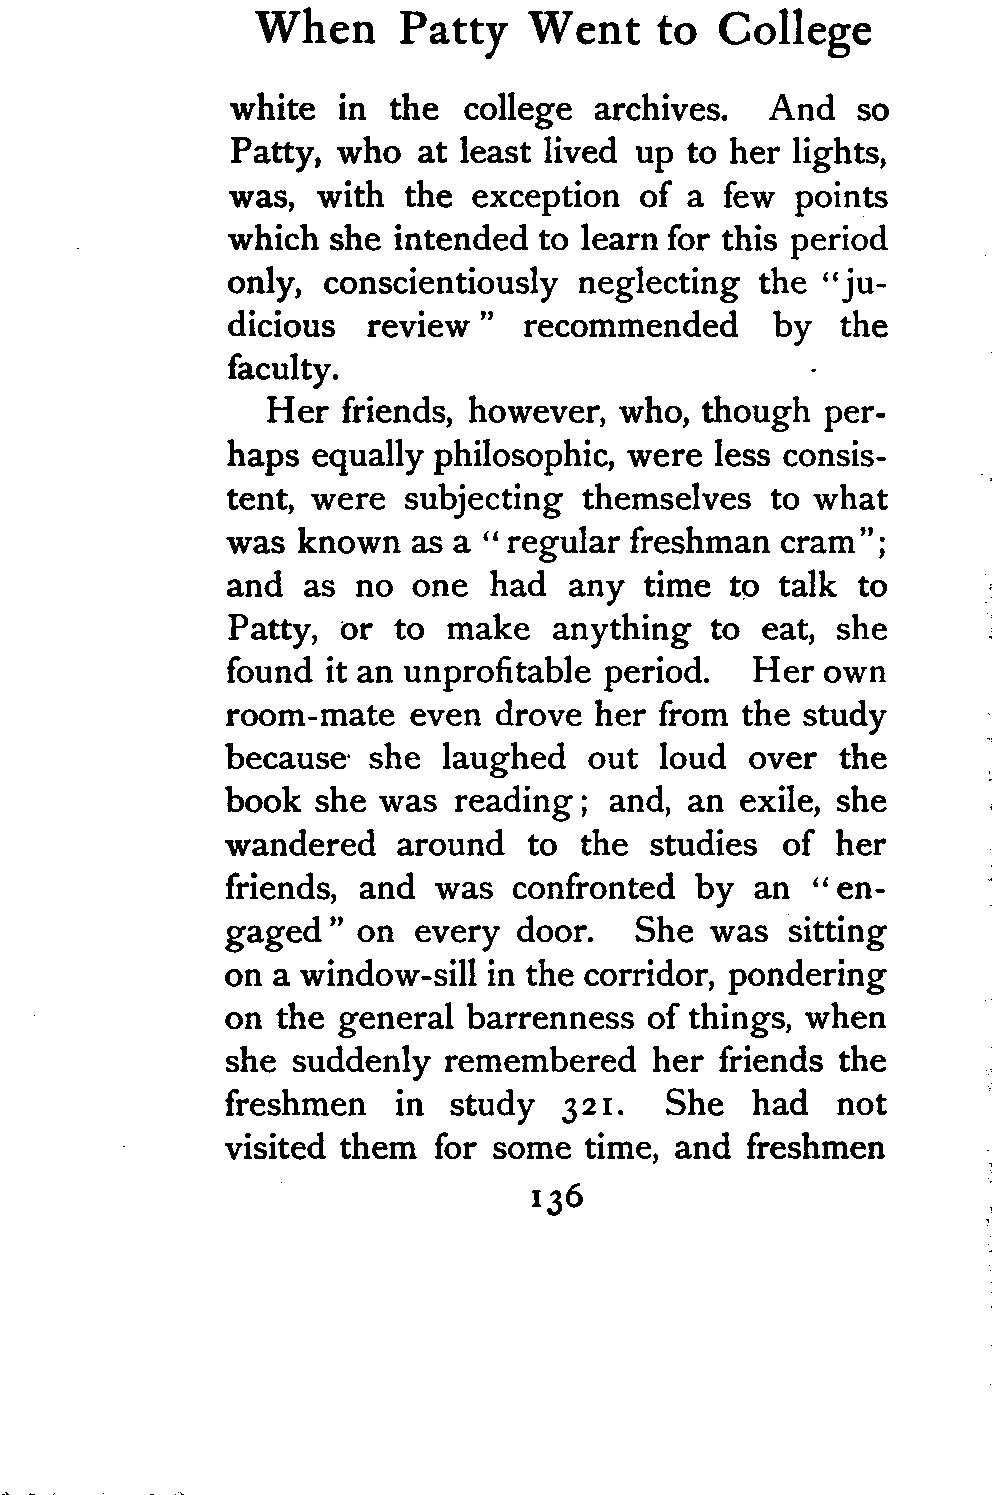 When Patty Went to College
white in the college archives. And so
Patty, who at least lived up to her lights,
was, with the exception of a few points
which she intended to learn for this period
only, conscientiously neglecting the "ju-
dicious review" recommended by the
faculty.
Her friends, however, who, though per-
haps equally philosophic, were less consis-
tent, were subjecting themselves to what
was known as a "regular freshman cram";
and as no one had any time to talk to
Patty, or to make anything to eat, she
found it an unprofitable period. Her own
room-mate even drove her from the study
because she laughed out loud over the
book she was reading; and, an exile, she
wandered around to the studies of her
friends, and was confronted by an "en-
gaged" on every door. She was sitting
on a window-sill in the corridor, pondering
on the general barrenness of things, when
she suddenly remembered her friends the
freshmen in study 321. She had not
visited them for some time, and freshmen
136